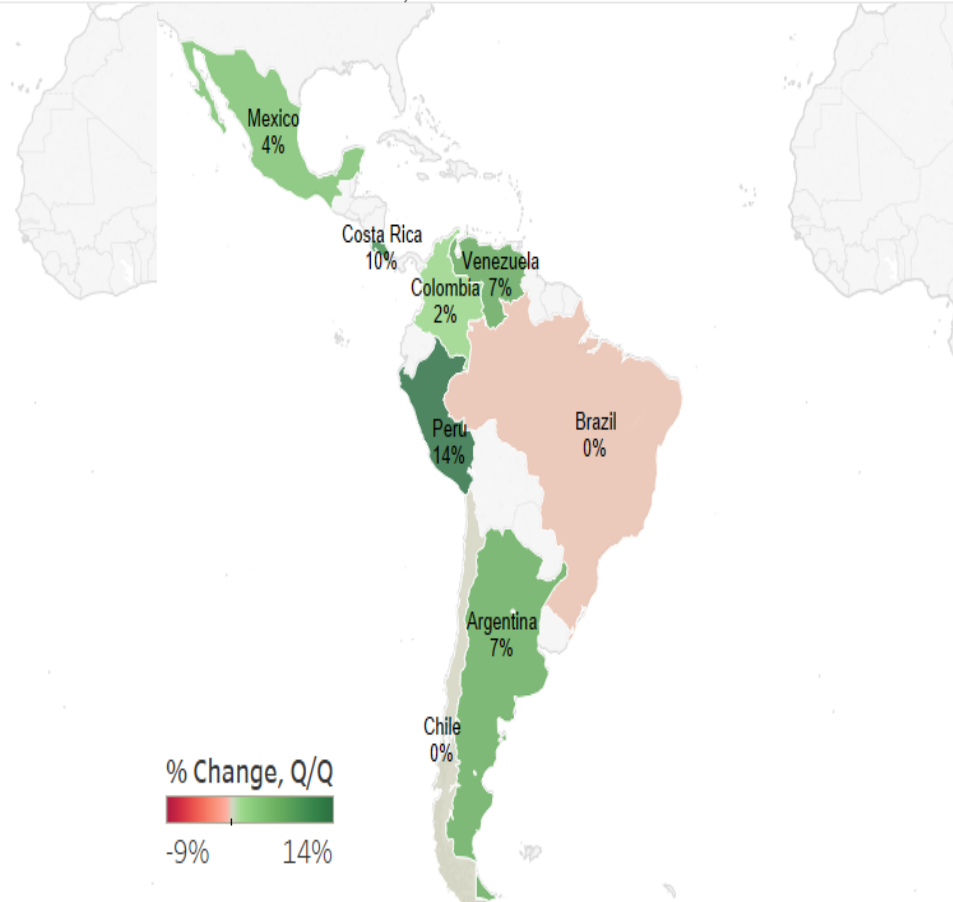 Mexico
4%
Costa Rica
10%
Venezuela
7%
Colombia
2%
Brazil
0%
Peru
14%
Argentina
7%
Chile
0%
% Change, Q/Q
-9% 14%